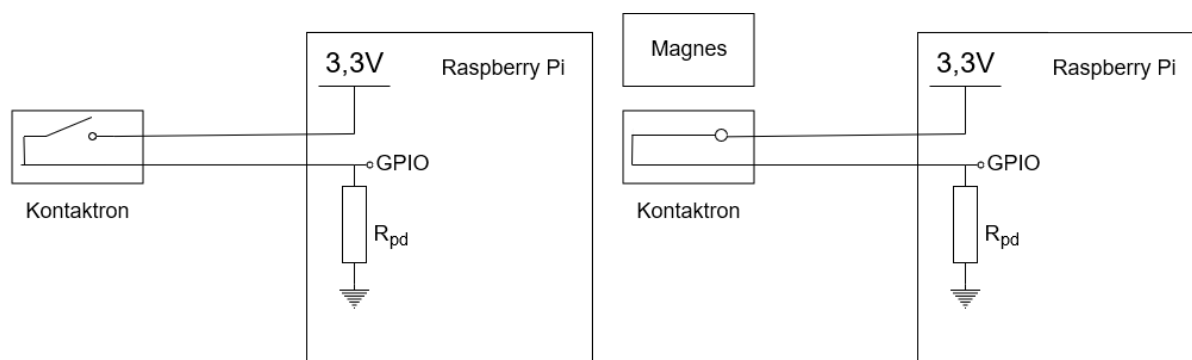 3,3V
Raspberry Pi
GPIO
Kontaktron
Rpd
Magnes
3,3V
Raspberry Pi
GPIO
Kontaktron
Rpd